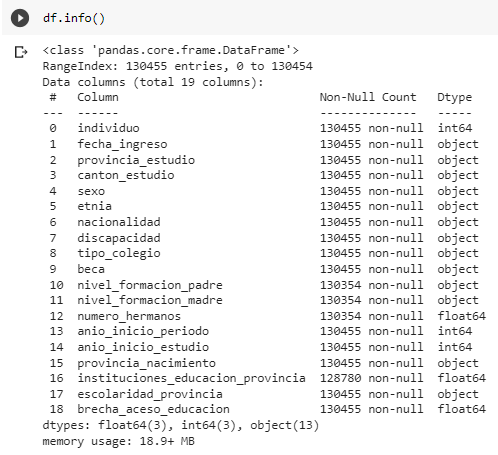 df.info()
<class 'pandas.core.frame.DataFrame'>
RangeIndex: 130455 entries, 0 to 130454
Data columns (total 19 columns):
 #   Column                            Non-Null Count   Dtype
---  ------                            --------------   -----
 0   individuo                         130455 non-null  int64
 1   fecha_ingreso                     130455 non-null  object
 2   provincia_estudio                 130455 non-null  object
 3   canton_estudio                    130455 non-null  object
 4   sexo                              130455 non-null  object
 5   etnia                             130455 non-null  object
 6   nacionalidad                      130455 non-null  object
 7   discapacidad                      130455 non-null  object
 8   tipo_colegio                      130455 non-null  object
 9   beca                              130455 non-null  object
 10  nivel_formacion_padre             130354 non-null  object
 11  nivel_formacion_madre             130354 non-null  object
 12  numero_hermanos                   130354 non-null  float64
 13  anio_inicio_periodo               130455 non-null  int64
 14  anio_inicio_estudio               130455 non-null  int64
 15  provincia_nacimiento              130455 non-null  object
 16  instituciones_educacion_provincia 128780 non-null  float64
 17  escolaridad_provincia             130455 non-null  object
 18  brecha_aceso_educacion            130455 non-null  float64
dtypes: float64(3), int64(3), object(13)
memory usage: 18.9+ MB